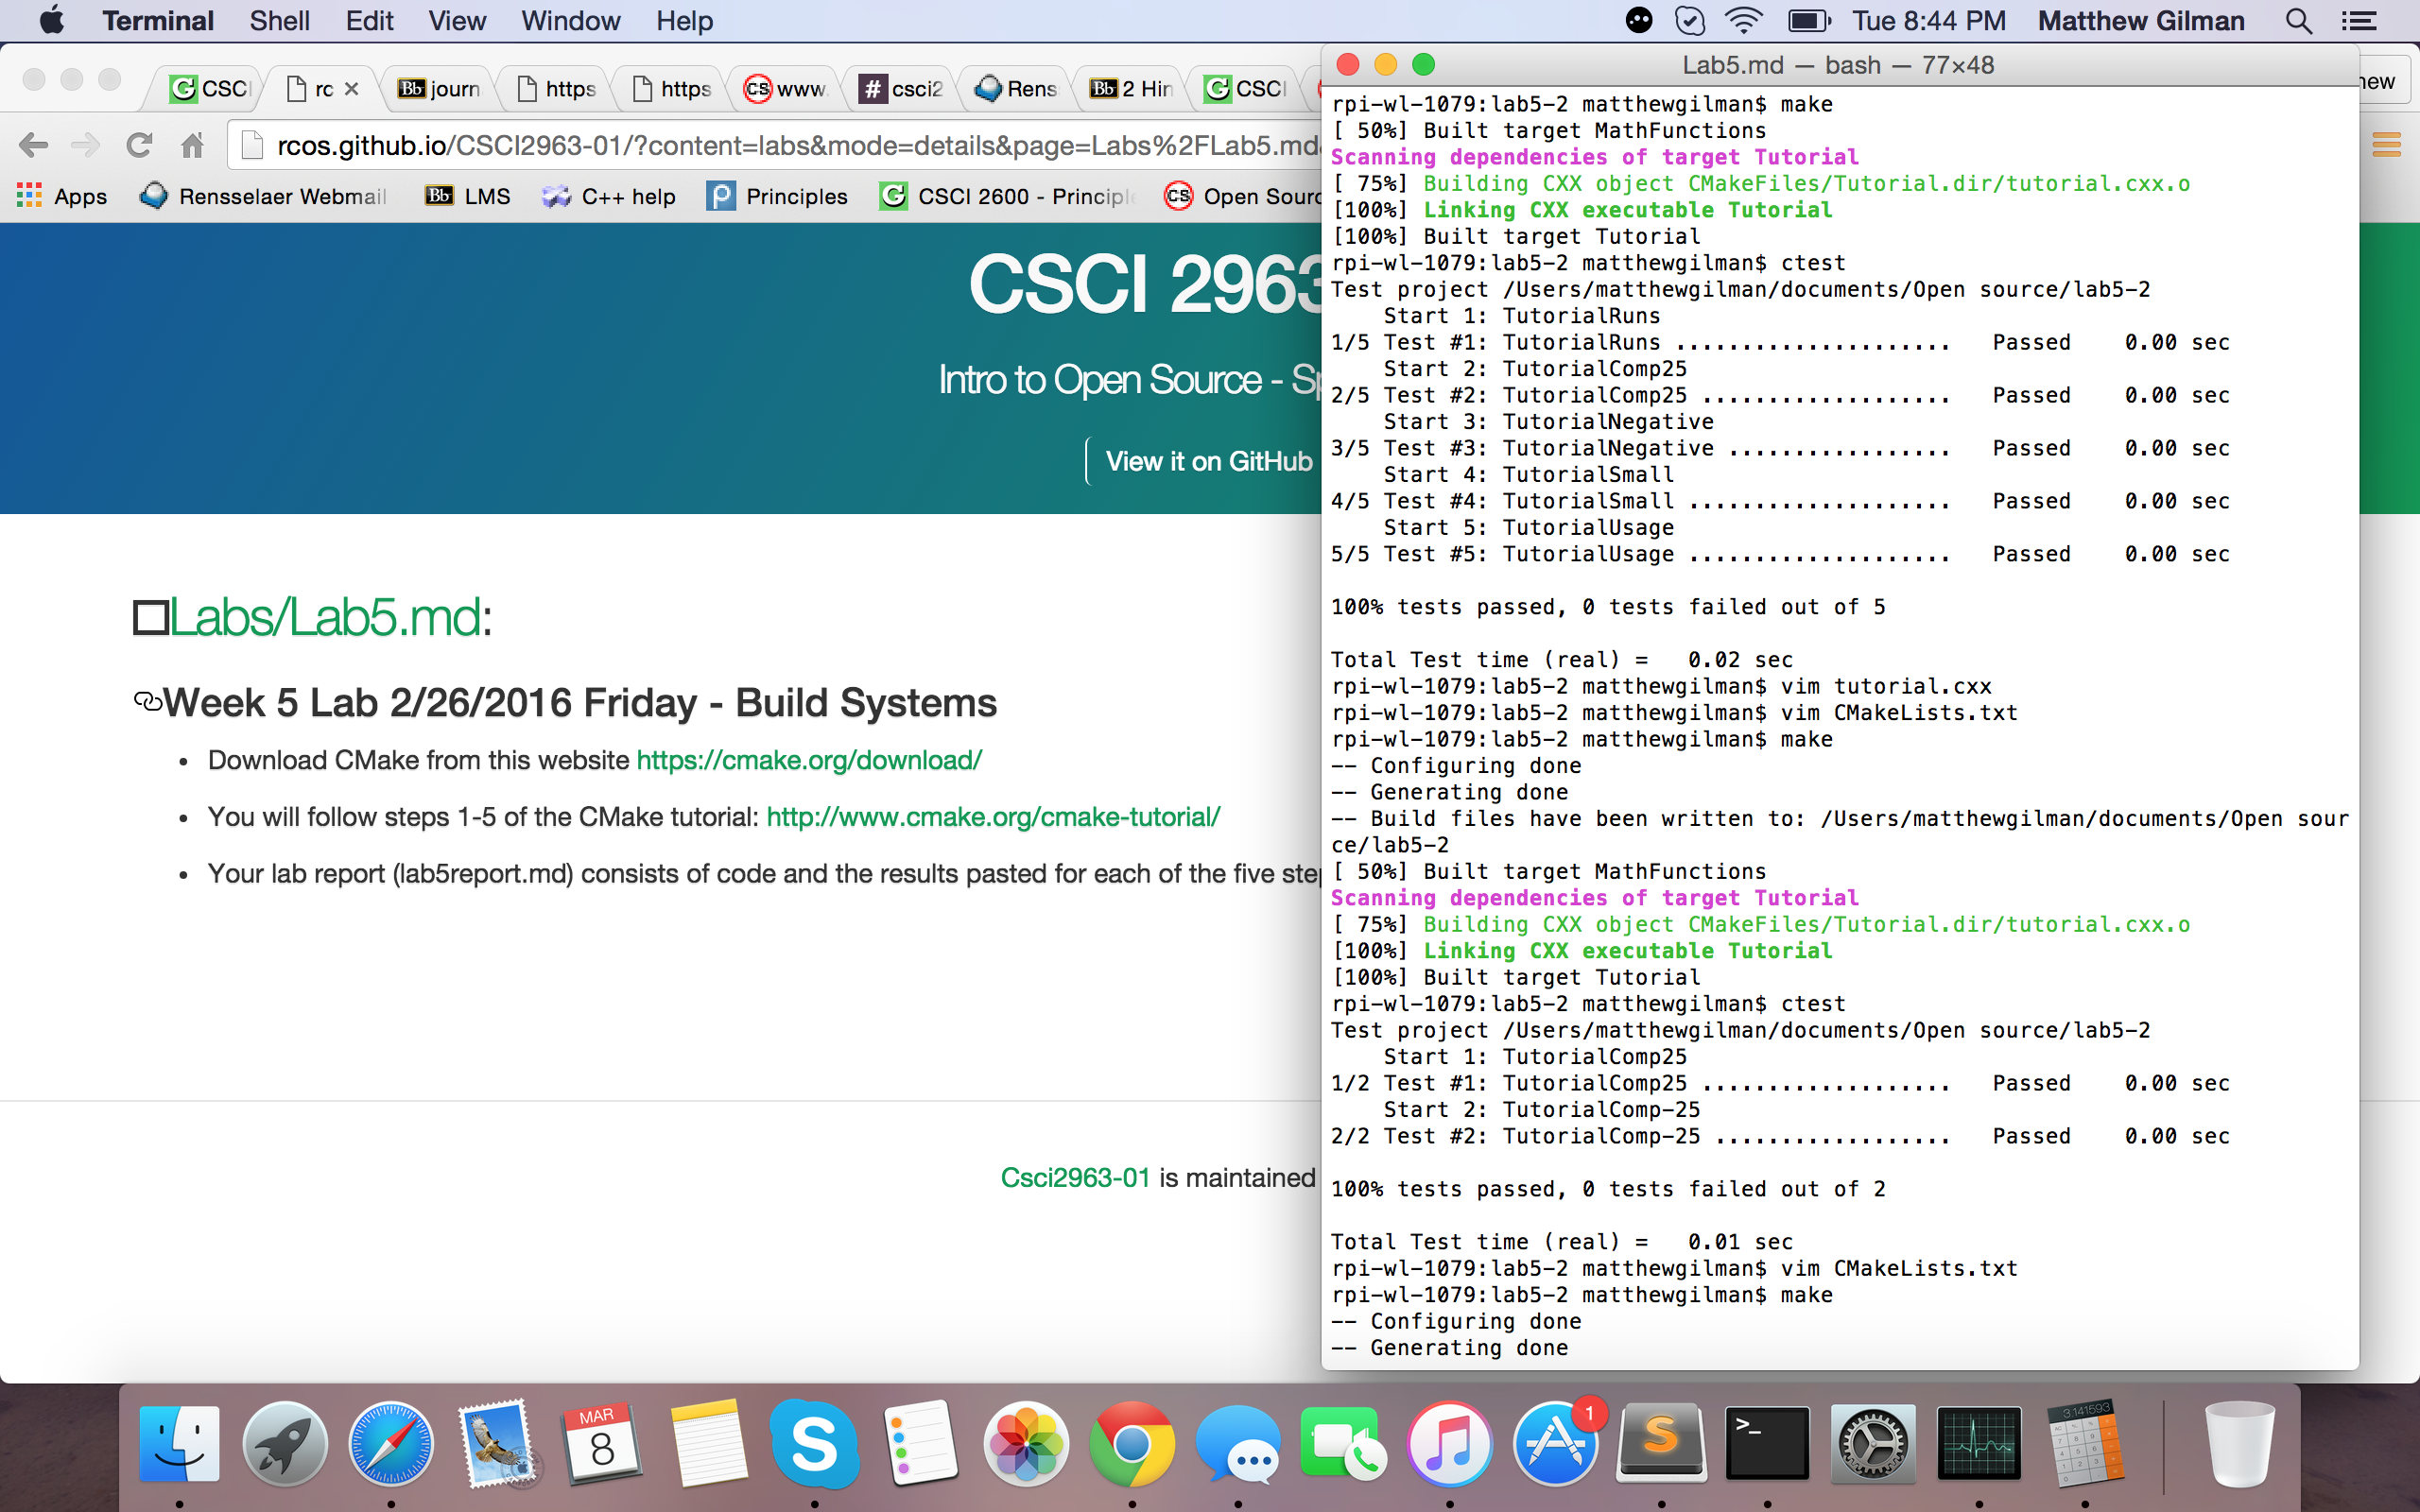 Terminal Shell Edit View Window Help Tue 8:44 PM Matthew Gilman
CSCI rc journ https https www. # csci2 Rens 2 Hin CSCI
rcos.github.io/CSCI2963-01/?content=labs&mode=details&page=Labs%2FLab5.md
Apps Rensselaer Webmail LMS C++ help Principles CSCI 2600 - Principl Open Sourc
CSCI 2963
Intro to Open Source - Sp
View it on GitHub
Labs/Lab5.md:
Week 5 Lab 2/26/2016 Friday - Build Systems
• Download CMake from this website https://cmake.org/download/
• You will follow steps 1-5 of the CMake tutorial: http://www.cmake.org/cmake-tutorial/
• Your lab report (lab5report.md) consists of code and the results pasted for each of the five step
Csci2963-01 is maintained
Lab5.md — bash — 77×48
rpi-wl-1079:lab5-2 matthewgilman$ make
[ 50%] Built target MathFunctions
Scanning dependencies of target Tutorial
[ 75%] Building CXX object CMakeFiles/Tutorial.dir/tutorial.cxx.o
[100%] Linking CXX executable Tutorial
[100%] Built target Tutorial
rpi-wl-1079:lab5-2 matthewgilman$ ctest
Test project /Users/matthewgilman/documents/Open source/lab5-2
    Start 1: TutorialRuns
1/5 Test #1: TutorialRuns .....................   Passed    0.00 sec
    Start 2: TutorialComp25
2/5 Test #2: TutorialComp25 ...................   Passed    0.00 sec
    Start 3: TutorialNegative
3/5 Test #3: TutorialNegative .................   Passed    0.00 sec
    Start 4: TutorialSmall
4/5 Test #4: TutorialSmall ....................   Passed    0.00 sec
    Start 5: TutorialUsage
5/5 Test #5: TutorialUsage ....................   Passed    0.00 sec
100% tests passed, 0 tests failed out of 5
Total Test time (real) =   0.02 sec
rpi-wl-1079:lab5-2 matthewgilman$ vim tutorial.cxx
rpi-wl-1079:lab5-2 matthewgilman$ vim CMakeLists.txt
rpi-wl-1079:lab5-2 matthewgilman$ make
-- Configuring done
-- Generating done
-- Build files have been written to: /Users/matthewgilman/documents/Open sour
ce/lab5-2
[ 50%] Built target MathFunctions
Scanning dependencies of target Tutorial
[ 75%] Building CXX object CMakeFiles/Tutorial.dir/tutorial.cxx.o
[100%] Linking CXX executable Tutorial
[100%] Built target Tutorial
rpi-wl-1079:lab5-2 matthewgilman$ ctest
Test project /Users/matthewgilman/documents/Open source/lab5-2
    Start 1: TutorialComp25
1/2 Test #1: TutorialComp25 ...................   Passed    0.00 sec
    Start 2: TutorialComp-25
2/2 Test #2: TutorialComp-25 ..................   Passed    0.00 sec
100% tests passed, 0 tests failed out of 2
Total Test time (real) =   0.01 sec
rpi-wl-1079:lab5-2 matthewgilman$ vim CMakeLists.txt
rpi-wl-1079:lab5-2 matthewgilman$ make
-- Configuring done
-- Generating done
MAR
8
1
3.141593